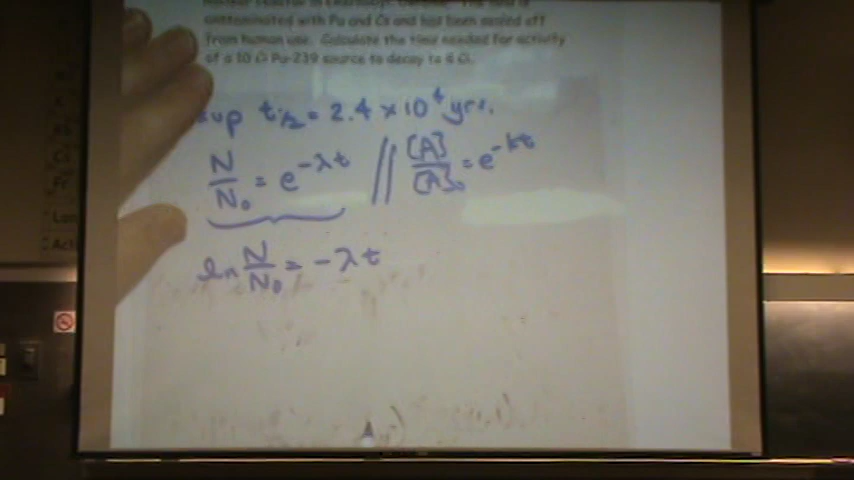 contaminated with Pu and Cs and has been sealed off
from human use. Calculate the time needed for activity
of a 10 Ci Pu-239 source to decay to 6 Ci.
t½ = 2.4 × 10⁴ yrs.
N/N₀ = e^(-λt) // [A]/[A]₀ = e^(-kt)
ln N/N₀ = -λt